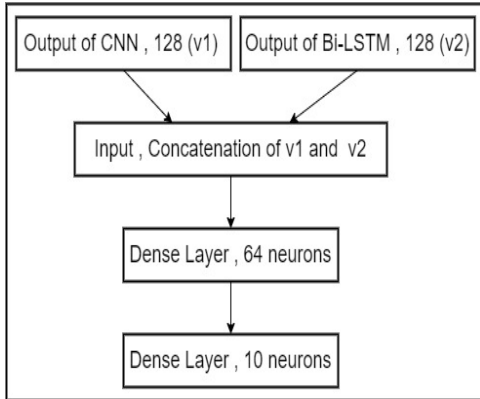 Output of CNN , 128 (v1)
Output of Bi-LSTM , 128 (v2)
Input , Concatenation of v1 and v2
Dense Layer , 64 neurons
Dense Layer , 10 neurons